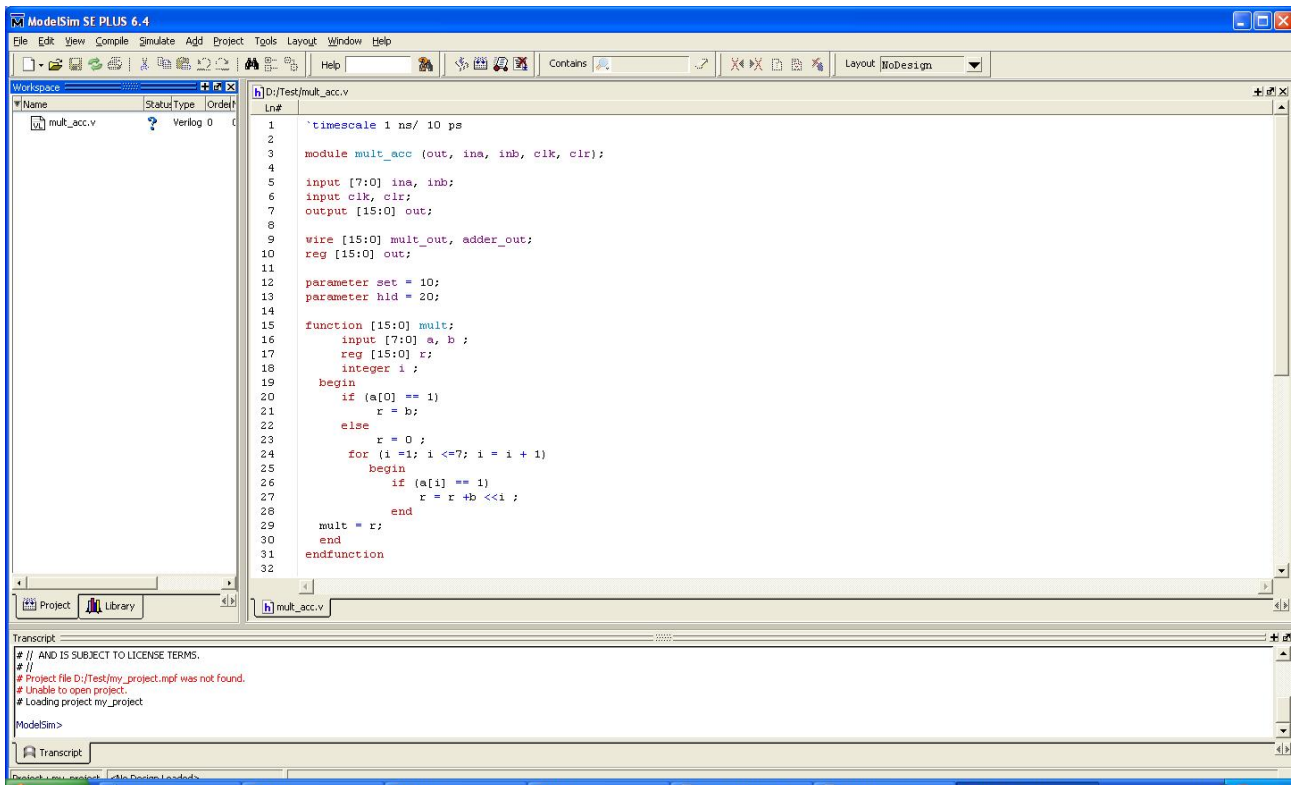 ModelSim SE PLUS 6.4
File Edit View Compile Simulate Add Project Tools Layout Window Help
Help Contains Layout NoDesign
Workspace
Name Status Type Order
mult_acc.v ? Verilog 0
D:/Test/mult_acc.v
Ln#
1 `timescale 1 ns/ 10 ps
2
3 module mult_acc (out, ina, inb, clk, clr);
4
5 input [7:0] ina, inb;
6 input clk, clr;
7 output [15:0] out;
8
9 wire [15:0] mult_out, adder_out;
10 reg [15:0] out;
11
12 parameter set = 10;
13 parameter hld = 20;
14
15 function [15:0] mult;
16 input [7:0] a, b ;
17 reg [15:0] r;
18 integer i ;
19 begin
20 if (a[0] == 1)
21 r = b;
22 else
23 r = 0 ;
24 for (i =1; i <=7; i = i + 1)
25 begin
26 if (a[i] == 1)
27 r = r +b <<i ;
28 end
29 mult = r;
30 end
31 endfunction
32
Project Library
mult_acc.v
Transcript
# // AND IS SUBJECT TO LICENSE TERMS.
# //
# Project file D:/Test/my_project.mpf was not found.
# Unable to open project.
# Loading project my_project
ModelSim>
Transcript
Project : my_project <No Design Loaded>